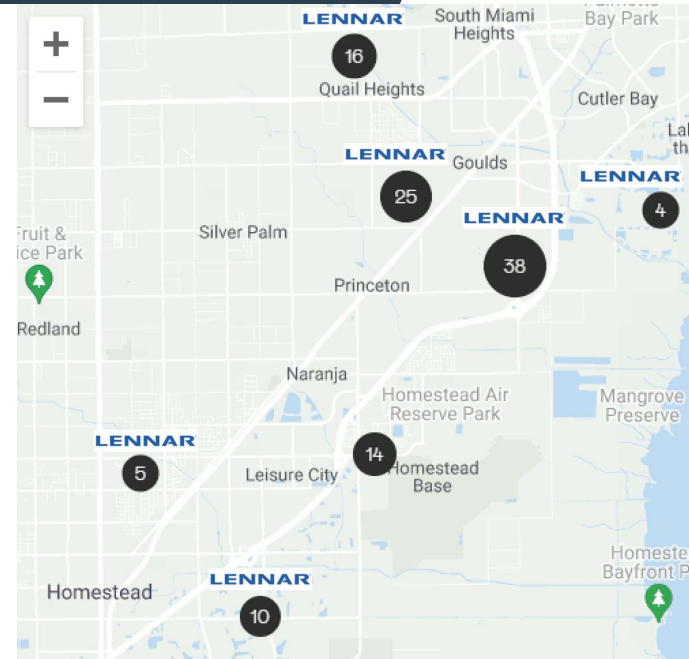 +
−
LENNAR
16
Quail Heights
South Miami
Heights
Bay Park
Cutler Bay
LENNAR
25
Goulds
LENNAR
4
LENNAR
38
Silver Palm
Fruit &
ice Park
Redland
Princeton
Naranja
Homestead Air
Reserve Park
Mangrove
Preserve
LENNAR
5
Leisure City
14
Homestead
Base
Homestead
LENNAR
10
Homeste
Bayfront P